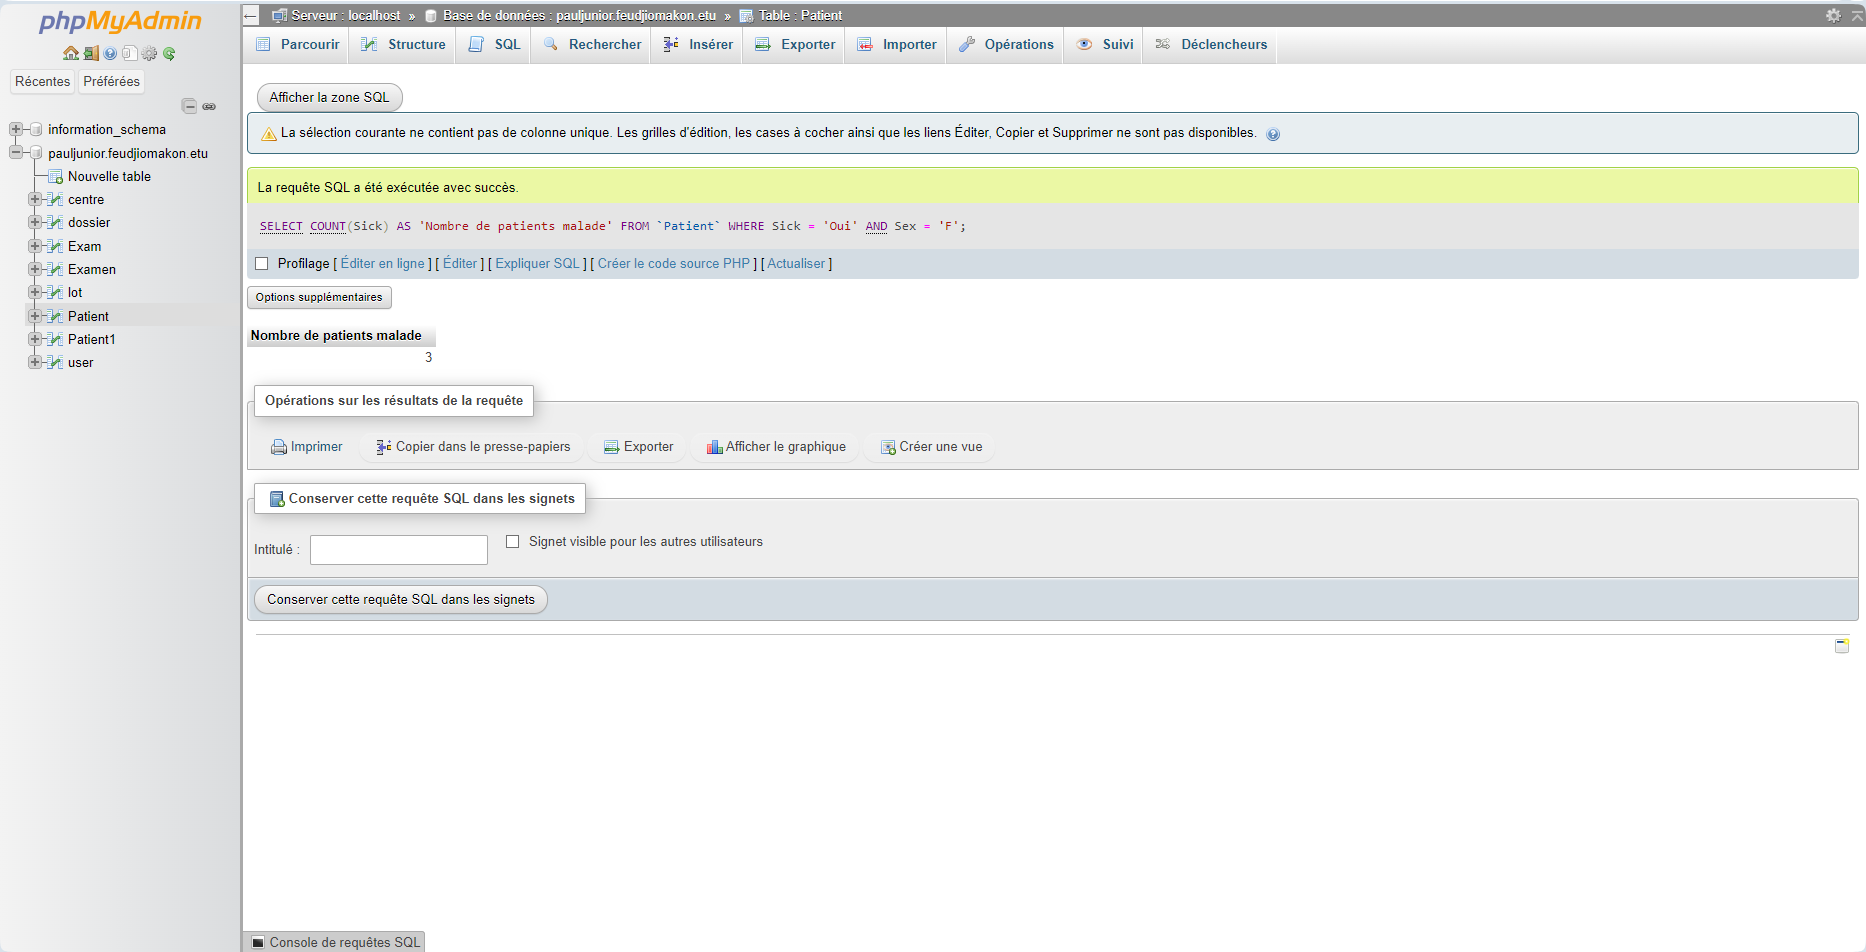 phpMyAdmin
Récentes Préférées
information_schema
pauljunior.feudjiomakon.etu
Nouvelle table
centre
dossier
Exam
Examen
lot
Patient
Patient1
user
Serveur : localhost » Base de données : pauljunior.feudjiomakon.etu » Table : Patient
Parcourir Structure SQL Rechercher Insérer Exporter Importer Opérations Suivi Déclencheurs
Afficher la zone SQL
La sélection courante ne contient pas de colonne unique. Les grilles d'édition, les cases à cocher ainsi que les liens Éditer, Copier et Supprimer ne sont pas disponibles.
La requête SQL a été exécutée avec succès.
SELECT COUNT(Sick) AS 'Nombre de patients malade' FROM `Patient` WHERE Sick = 'Oui' AND Sex = 'F';
Profilage [ Éditer en ligne ] [ Éditer ] [ Expliquer SQL ] [ Créer le code source PHP ] [ Actualiser ]
Options supplémentaires
Nombre de patients malade
3
Opérations sur les résultats de la requête
Imprimer Copier dans le presse-papiers Exporter Afficher le graphique Créer une vue
Conserver cette requête SQL dans les signets
Intitulé : Signet visible pour les autres utilisateurs
Conserver cette requête SQL dans les signets
Console de requêtes SQL